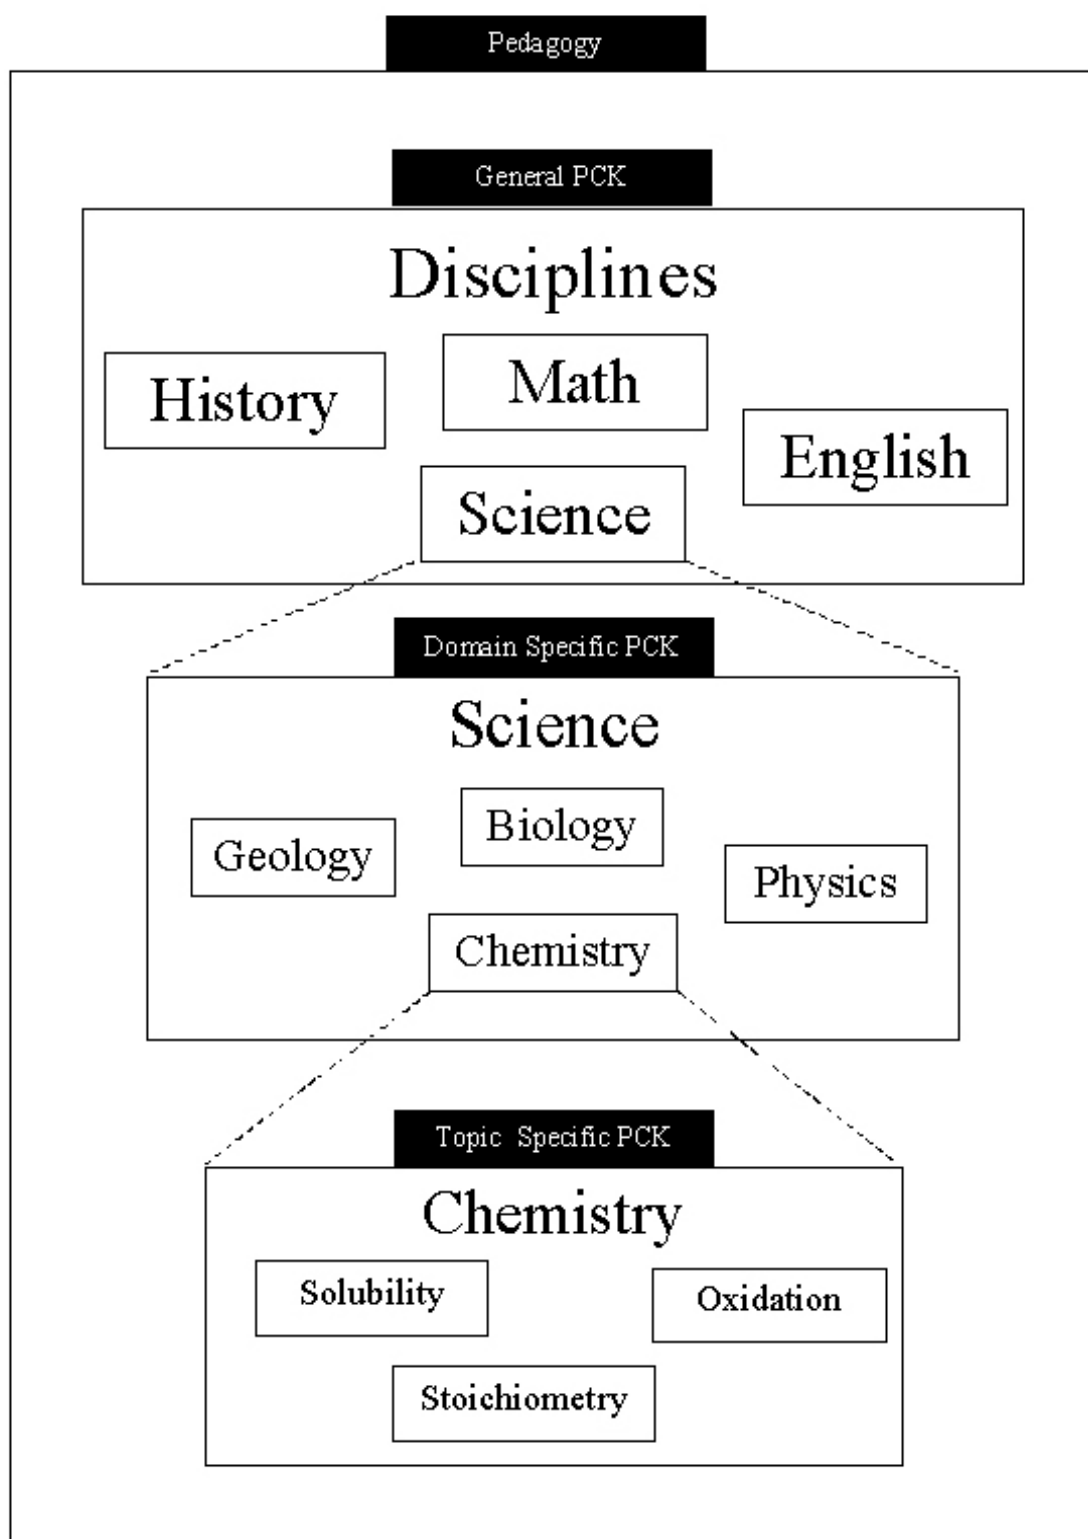 Pedagogy
General PCK
Disciplines
History
Math
English
Science
Domain Specific PCK
Science
Geology
Biology
Physics
Chemistry
Topic Specific PCK
Chemistry
Solubility
Oxidation
Stoichiometry